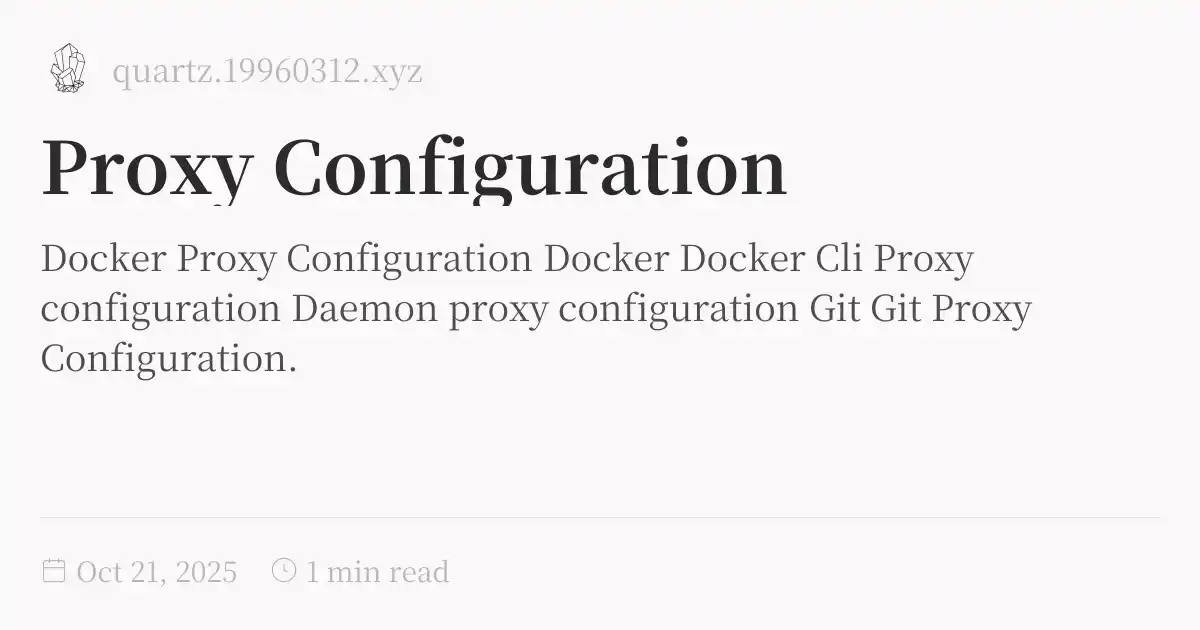 quartz.19960312.xyz
Proxy Configuration
Docker Proxy Configuration Docker Docker Cli Proxy
configuration Daemon proxy configuration Git Git Proxy
Configuration.
Oct 21, 2025 1 min read